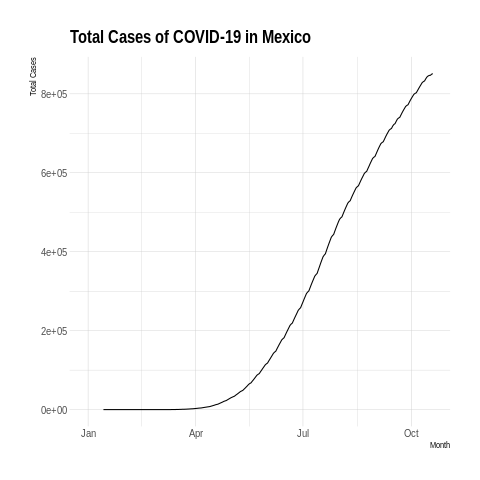 Total Cases of COVID-19 in Mexico
Total Cases
8e+05
6e+05
4e+05
2e+05
0e+00
Jan Apr Jul Oct
Month